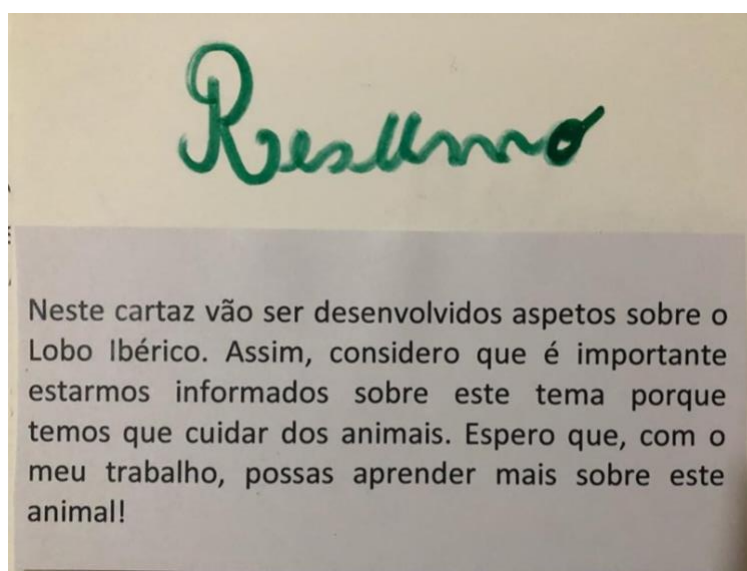 Resumo
Neste cartaz vão ser desenvolvidos aspetos sobre o
Lobo Ibérico. Assim, considero que é importante
estarmos informados sobre este tema porque
temos que cuidar dos animais. Espero que, com o
meu trabalho, possas aprender mais sobre este
animal!